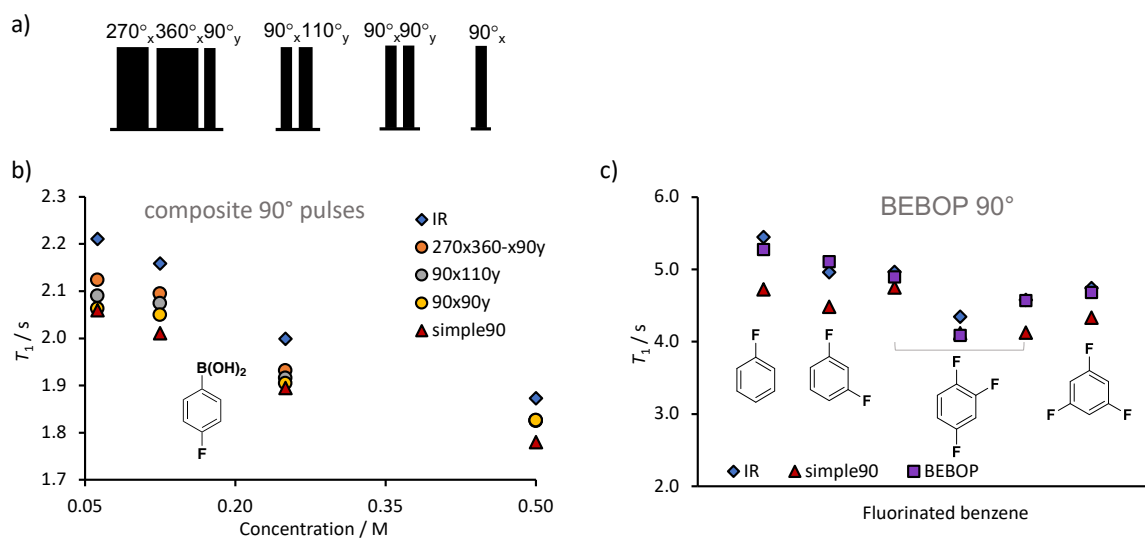 a)
270°x360°x90°y
90°x110°y
90°x90°y
90°x
b)
composite 90° pulses
2.3
2.2
2.1
2.0
1.9
1.8
1.7
T1 / s
IR
270x360-x90y
90x110y
90x90y
simple90
B(OH)2
F
0.05
0.20
0.35
0.50
Concentration / M
c)
BEBOP 90°
6.0
5.0
4.0
3.0
2.0
T1 / s
F
F
F
F
F
F
F
F
F
IR
simple90
BEBOP
Fluorinated benzene